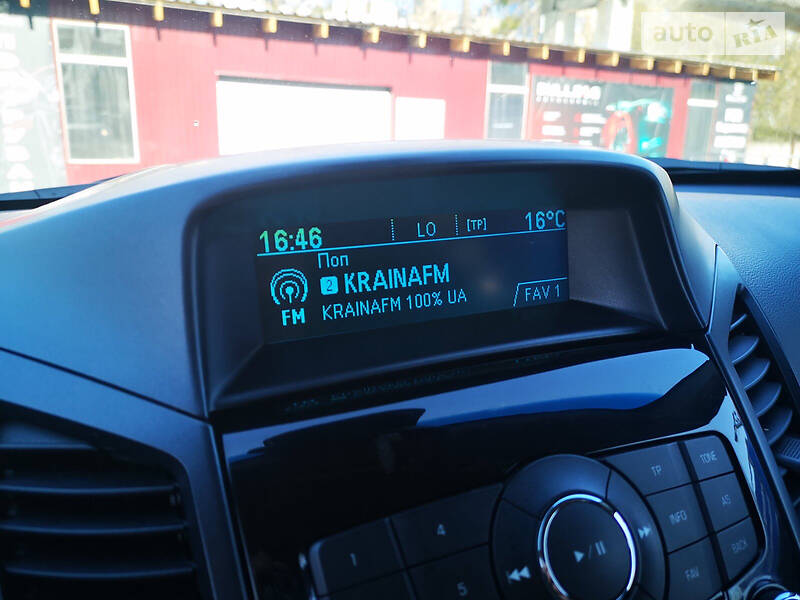 auto RIA
16:46 LO [TP] 16°C
Поп
2 KRAINAFM
FM KRAINAFM 100% UA FAV 1
TP TONE
1 4 INFO AS
5 FAV BACK